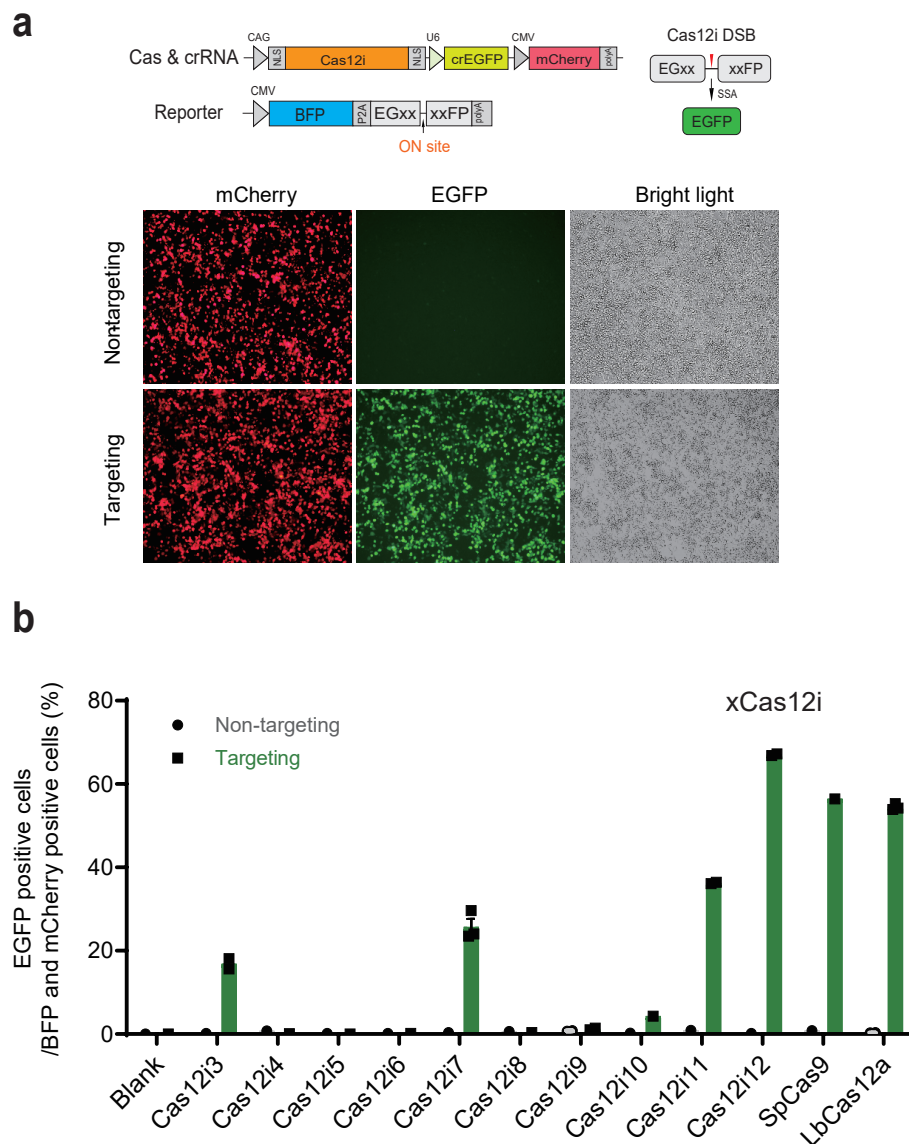 a
CAG NLS NLS U6 CMV
Cas & crRNA Cas12i crEGFP mCherry polyA
Cas12i DSB
EGxx xxFP
SSA
EGFP
CMV
Reporter BFP P2A EGxx xxFP polyA
ON site
mCherry EGFP Bright light
Nontargeting
Targeting
b
EGFP positive cells
/BFP and mCherry positive cells (%)
xCas12i
Non-targeting
Targeting
80
60
40
20
0
Blank
Cas12i3
Cas12i4
Cas12i5
Cas12i6
Cas12i7
Cas12i8
Cas12i9
Cas12i10
Cas12i11
Cas12i12
SpCas9
LbCas12a